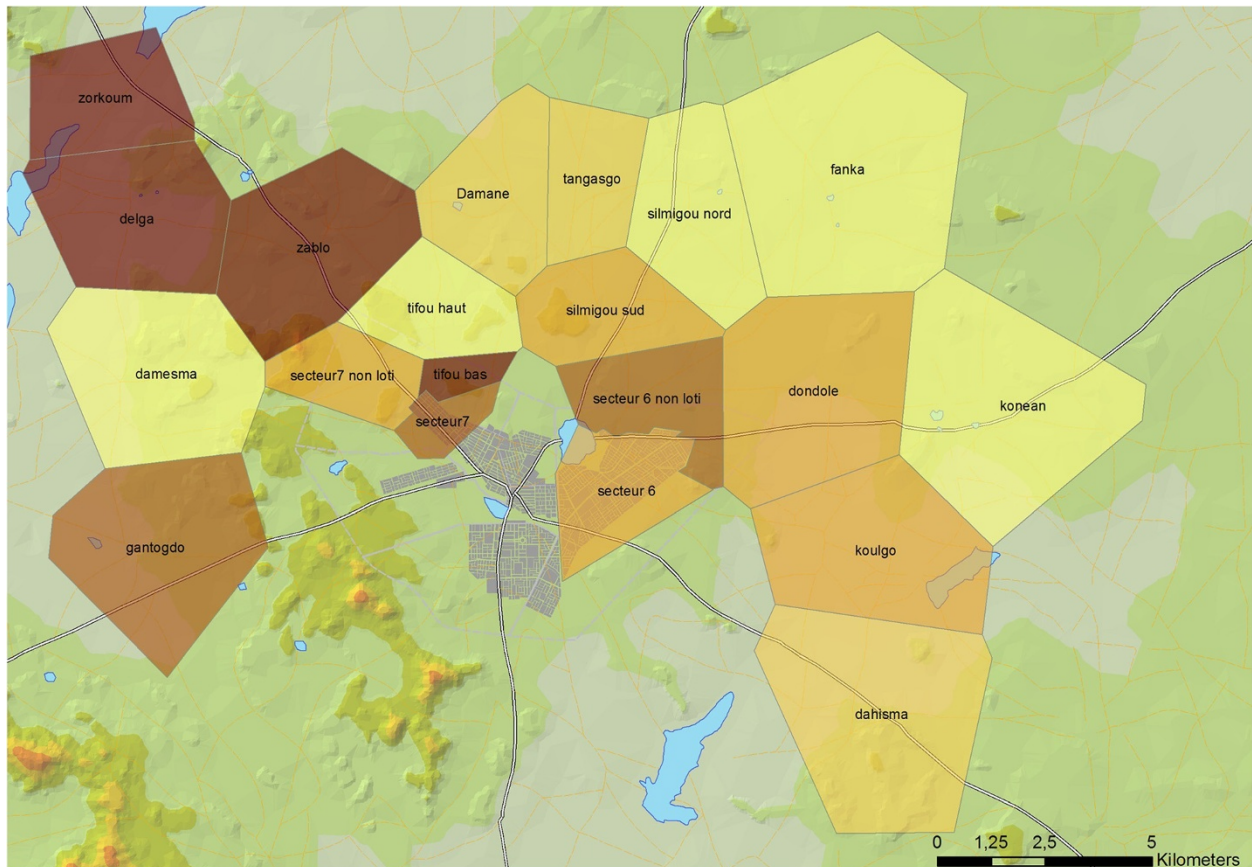 zorkoum
fanka
tangasgo
Damane
silmigou nord
delga
zablo
tifou haut
silmigou sud
damesma
secteur7 non loti
tifou bas
secteur 6 non loti
dondole
konean
secteur7
secteur 6
gantogdo
koulgo
dahisma
0 1,25 2,5 5
Kilometers